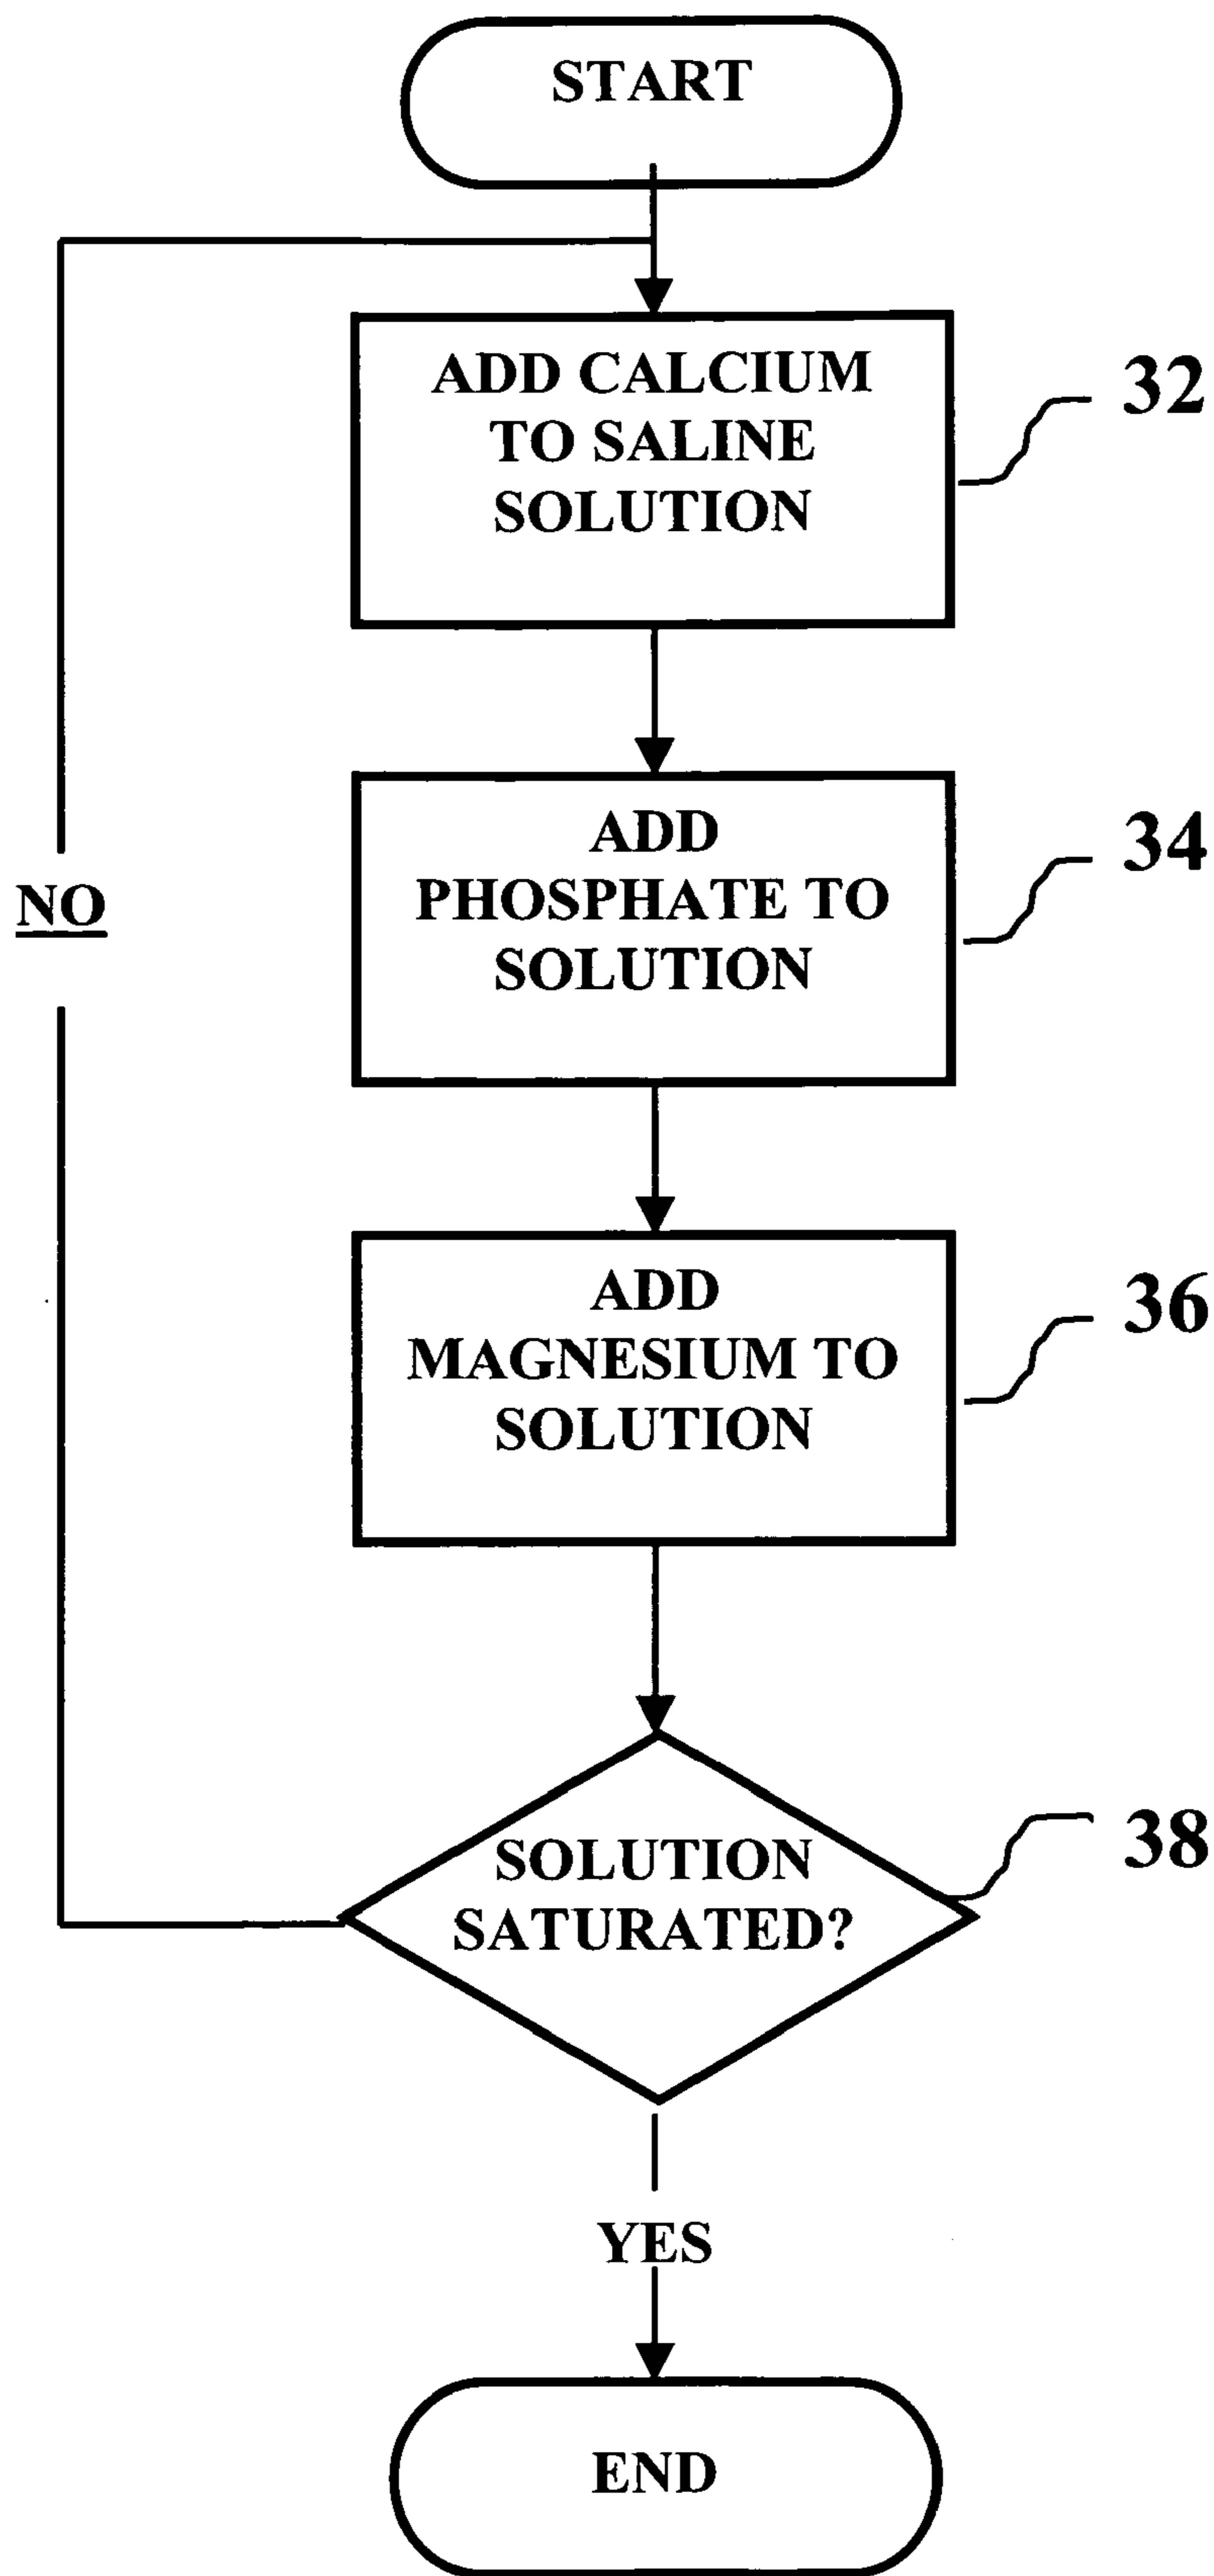 START
ADD CALCIUM
TO SALINE
SOLUTION
32
ADD
PHOSPHATE TO
SOLUTION
34
NO
ADD
MAGNESIUM TO
SOLUTION
36
SOLUTION
SATURATED?
38
YES
END